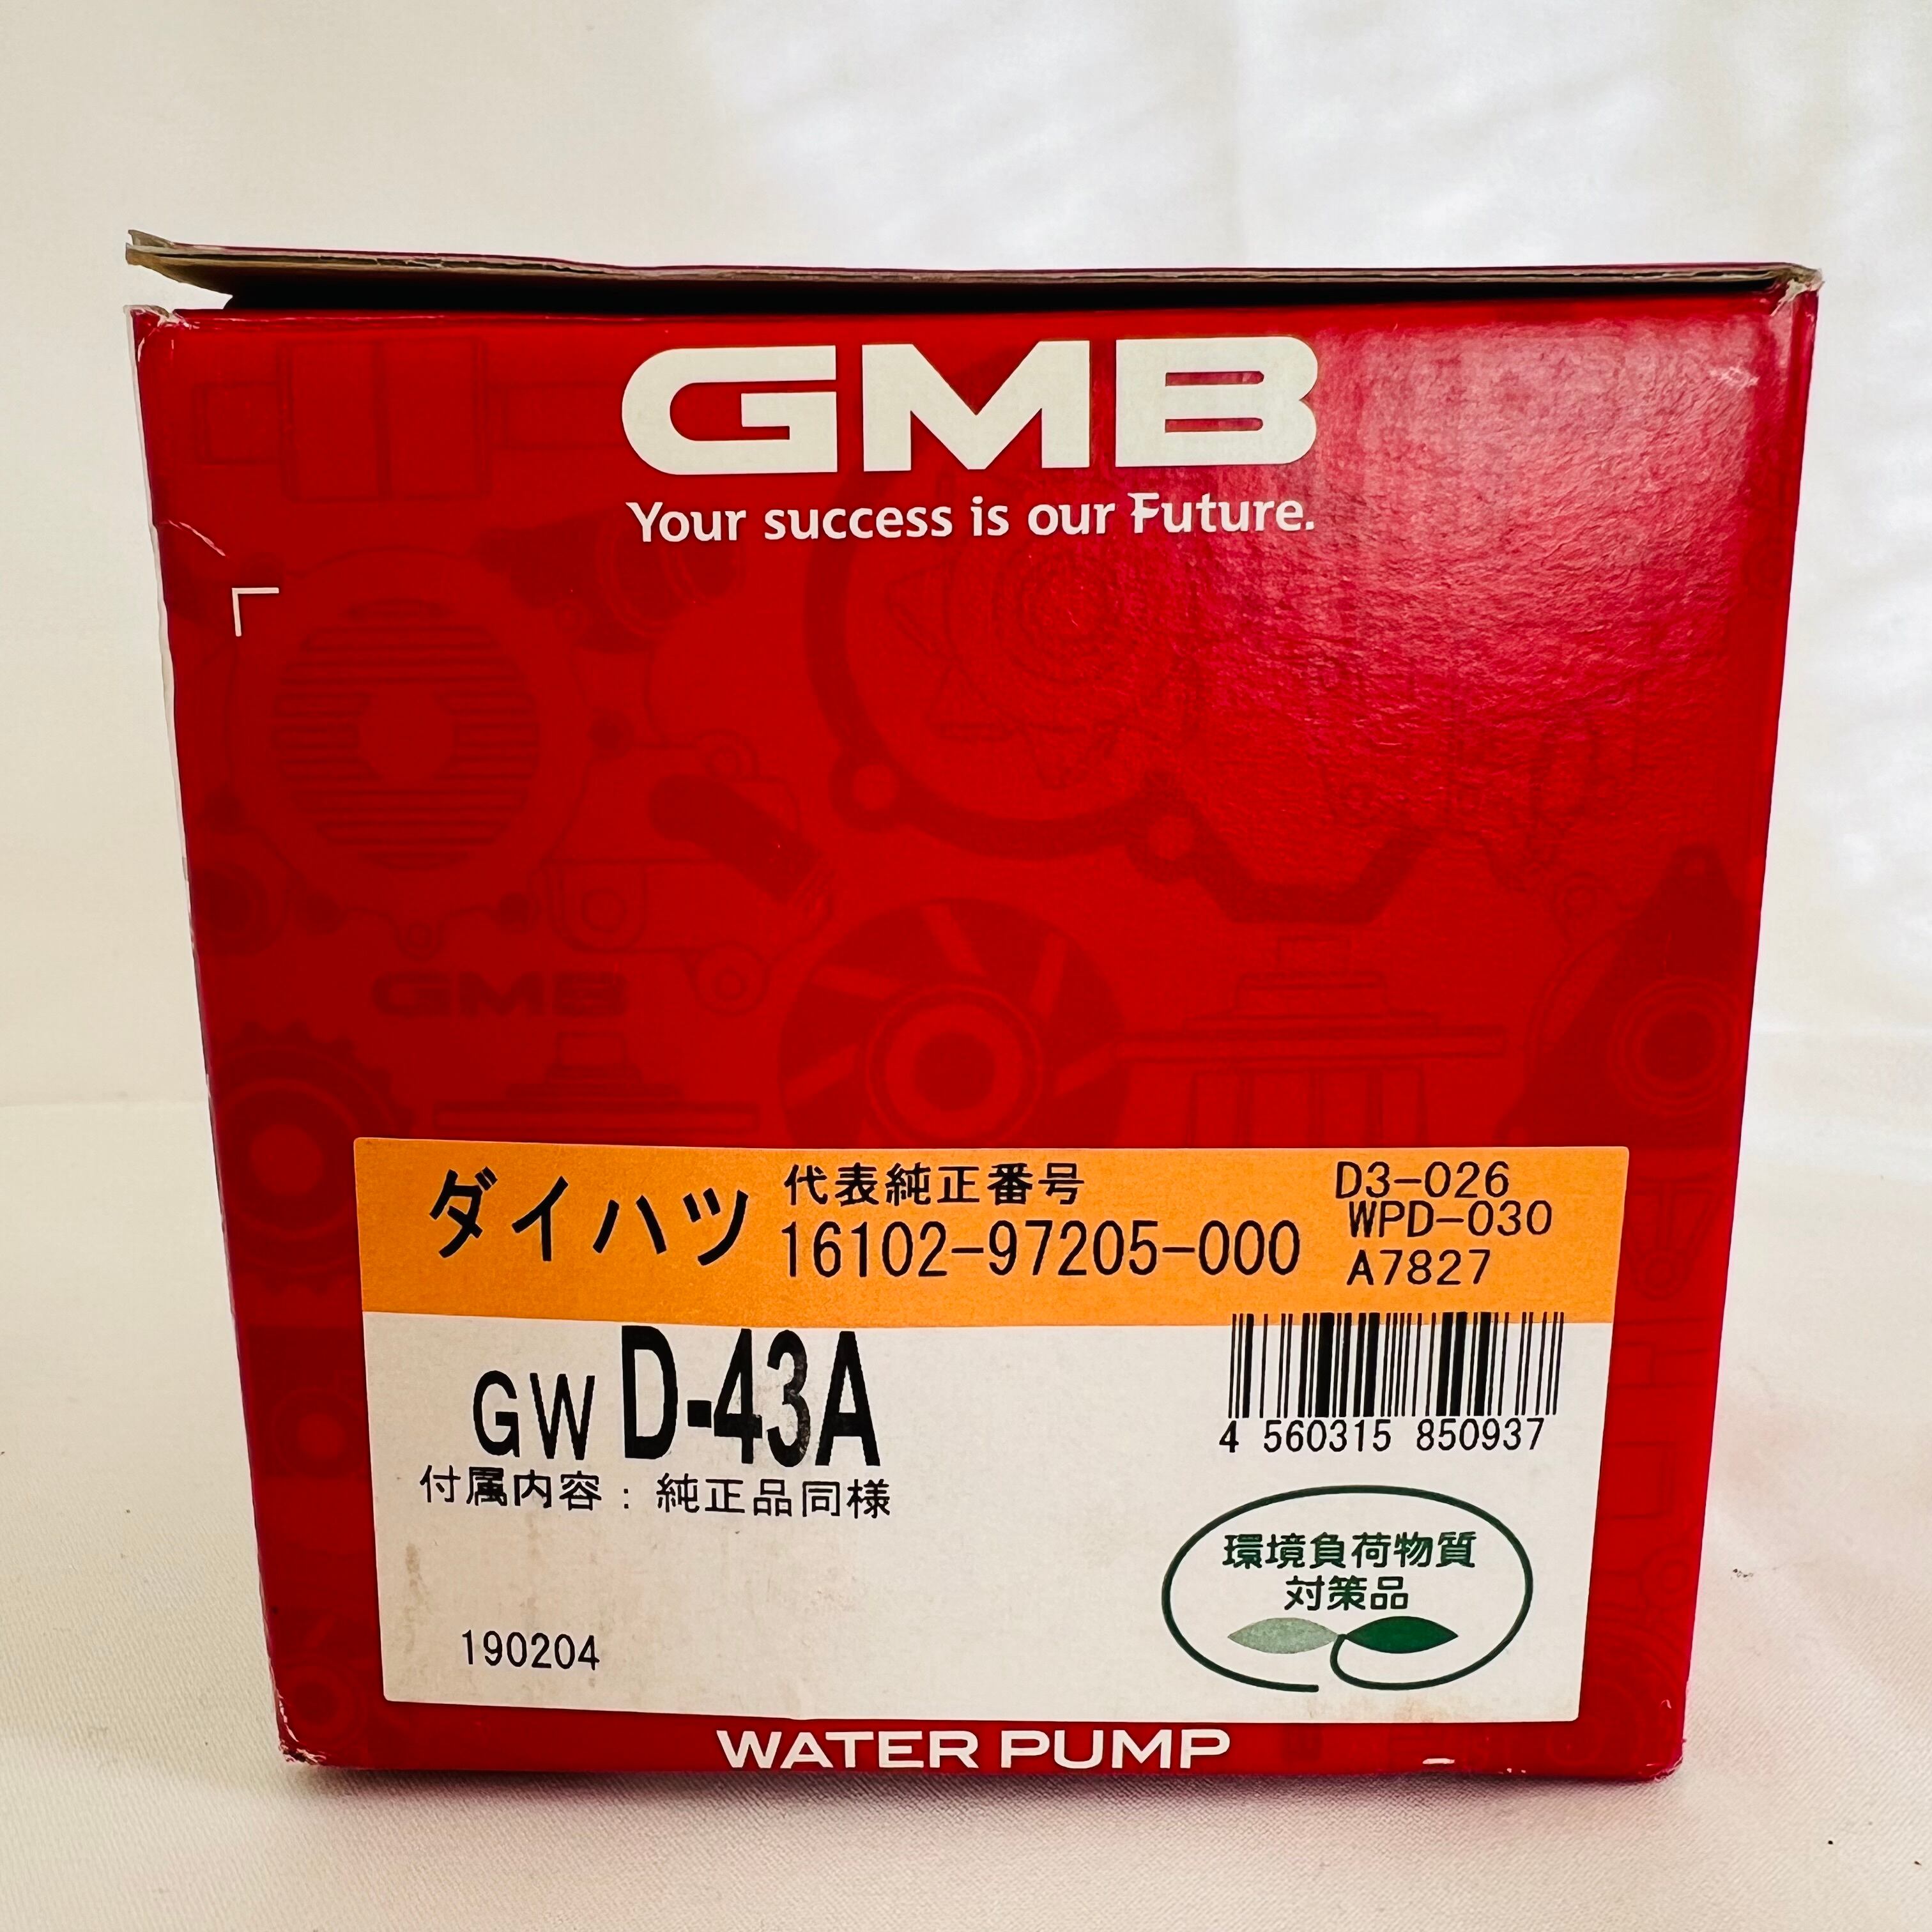 GMB
Your success is our Future.
GMB
ダイハツ
代表純正番号
16102-97205-000
D3-026
WPD-030
A7827
GW D-43A
4 560315 850937
付属内容：純正品同様
環境負荷物質
対策品
190204
WATER PUMP